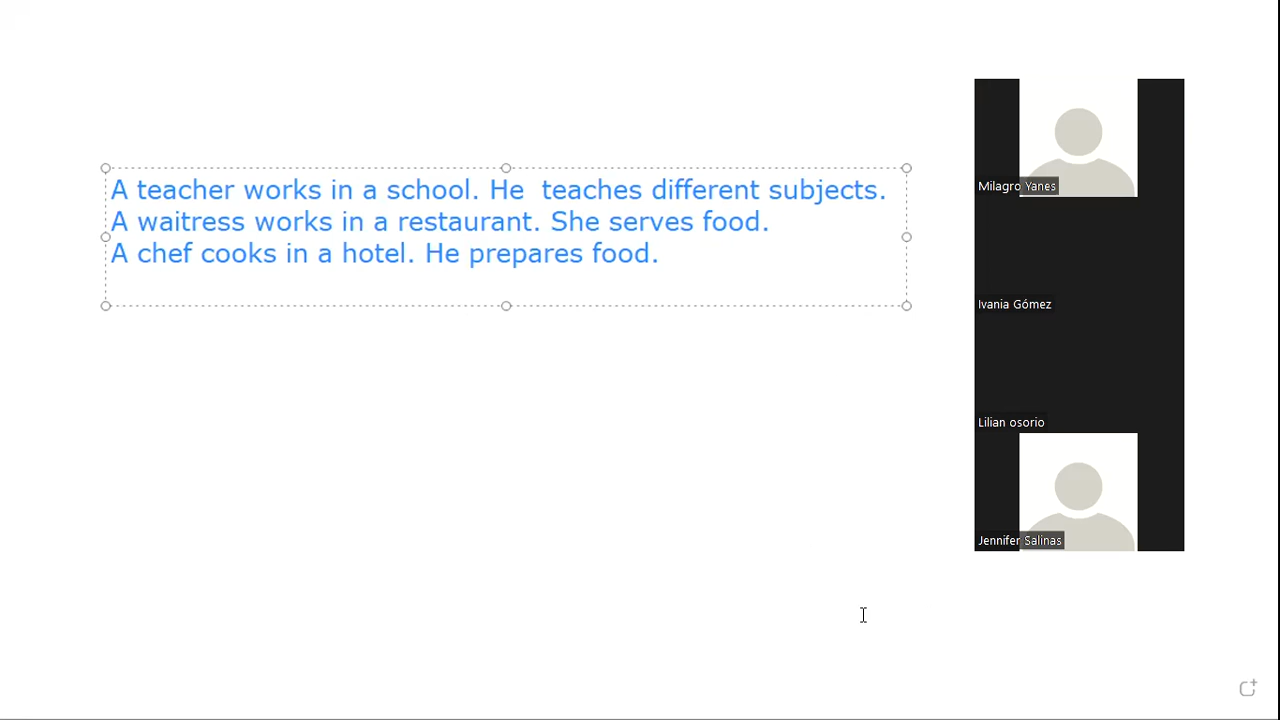 A teacher works in a school. He  teaches different subjects.
A waitress works in a restaurant. She serves food.
A chef cooks in a hotel. He prepares food.
Milagro Yanes
Ivania Gómez
Lilian osorio
Jennifer Salinas